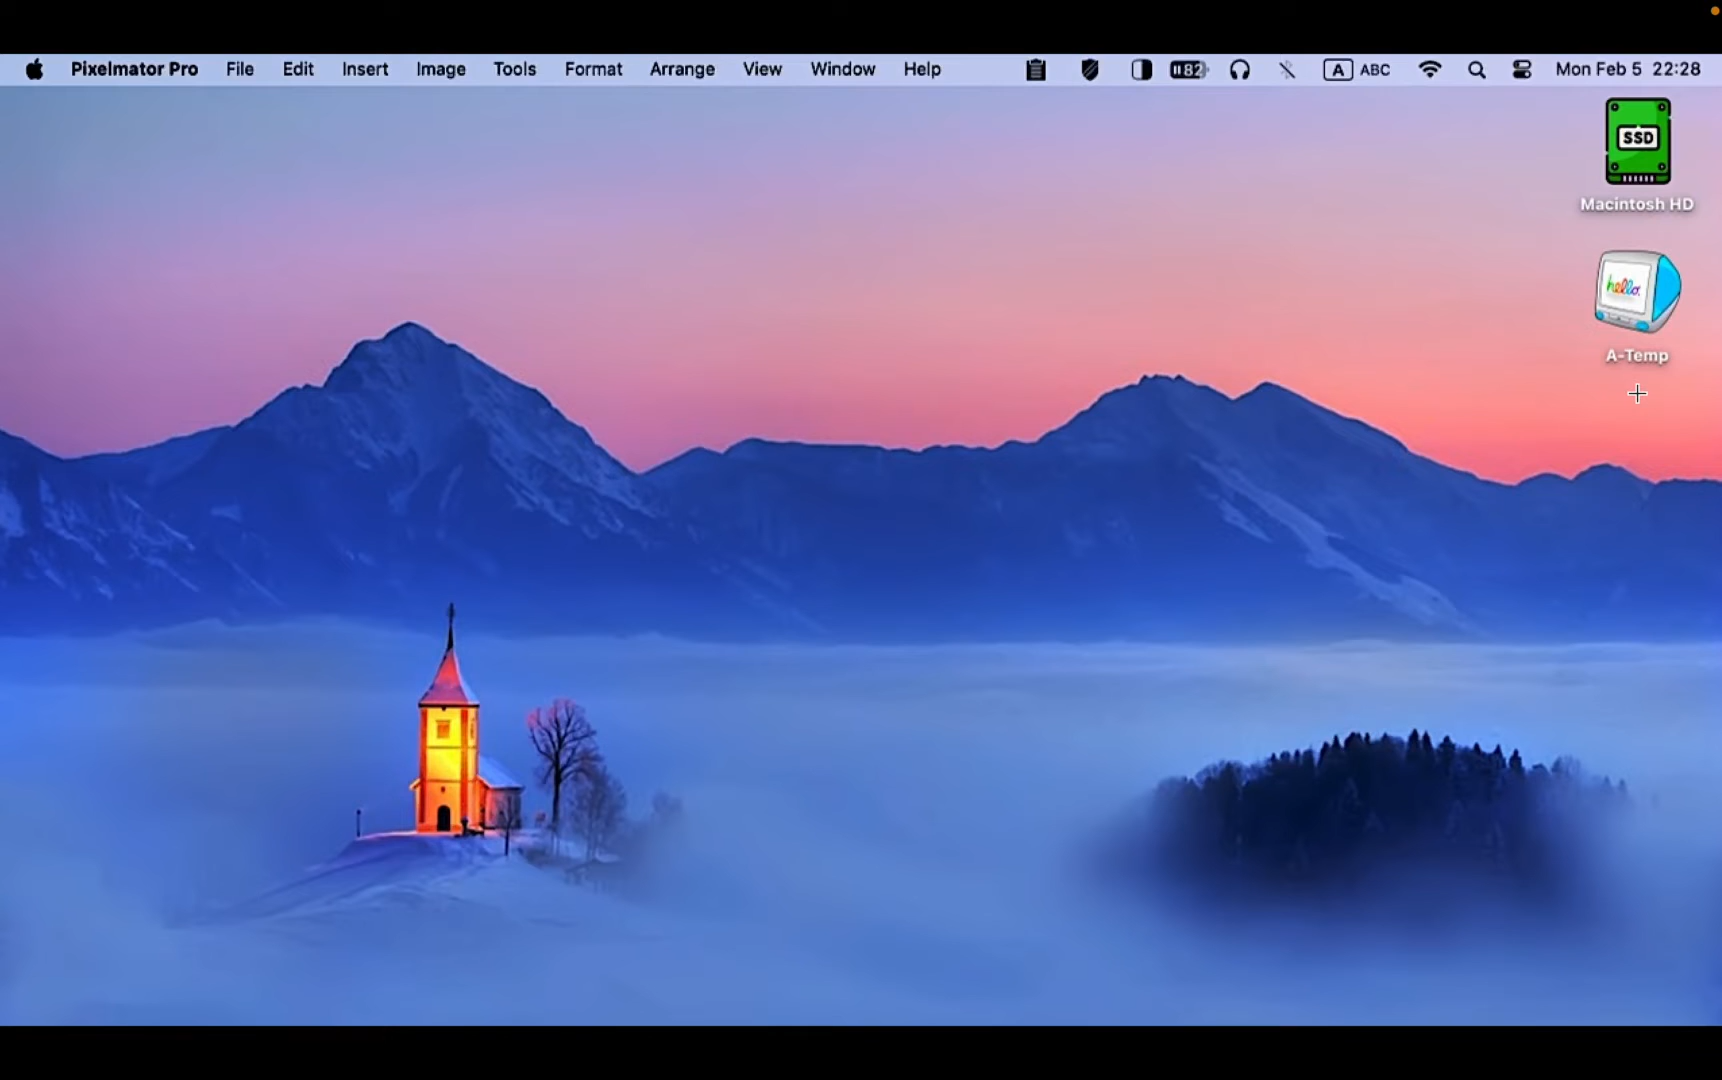 Pixelmator Pro File Edit Insert Image Tools Format Arrange View Window Help 82 A ABC Mon Feb 5 22:28
SSD
Macintosh HD
hello.
A-Temp